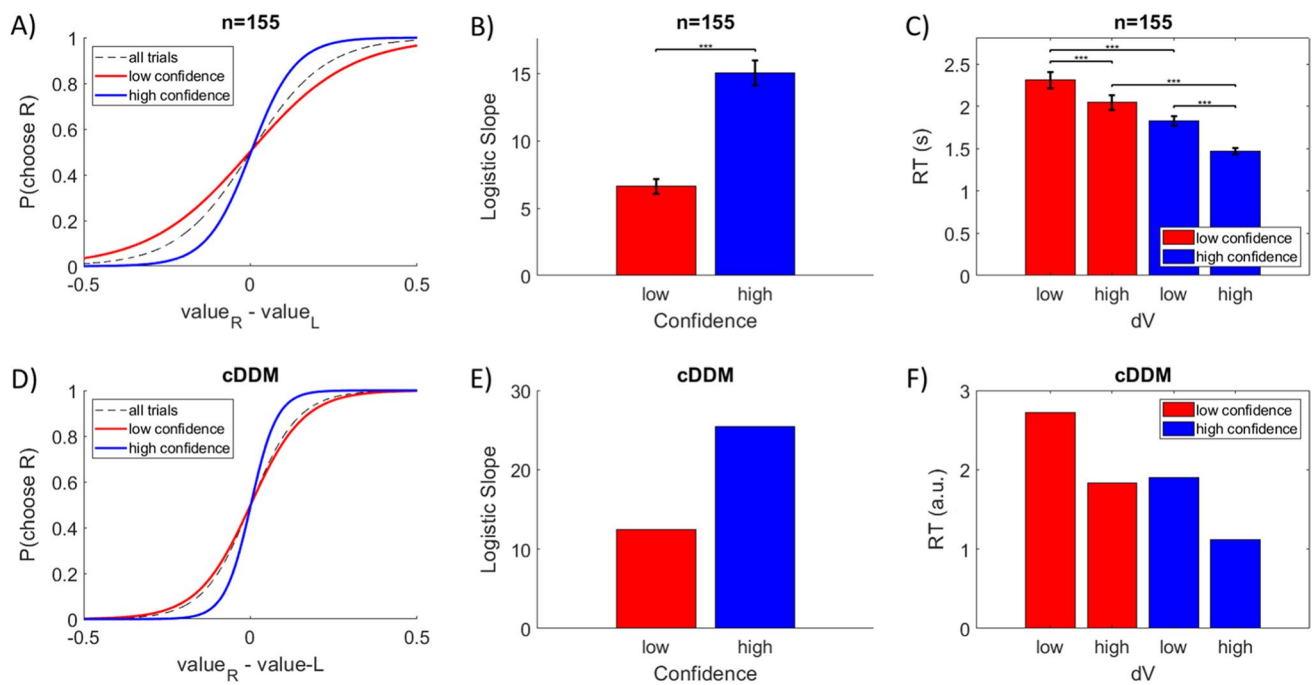 A)
n=155
P(choose R)
1
0.8
0.6
0.4
0.2
0
all trials
low confidence
high confidence
-0.5
0
0.5
valueR - valueL
B)
n=155
Logistic Slope
15
10
5
0
***
low
high
Confidence
C)
n=155
RT (s)
2.5
2
1.5
1
0.5
0
***
***
***
***
low confidence
high confidence
low
high
low
high
dV
D)
cDDM
P(choose R)
1
0.8
0.6
0.4
0.2
0
all trials
low confidence
high confidence
-0.5
0
0.5
valueR - value-L
E)
cDDM
Logistic Slope
30
20
10
0
low
high
Confidence
F)
cDDM
RT (a.u.)
3
2
1
0
low confidence
high confidence
low
high
low
high
dV